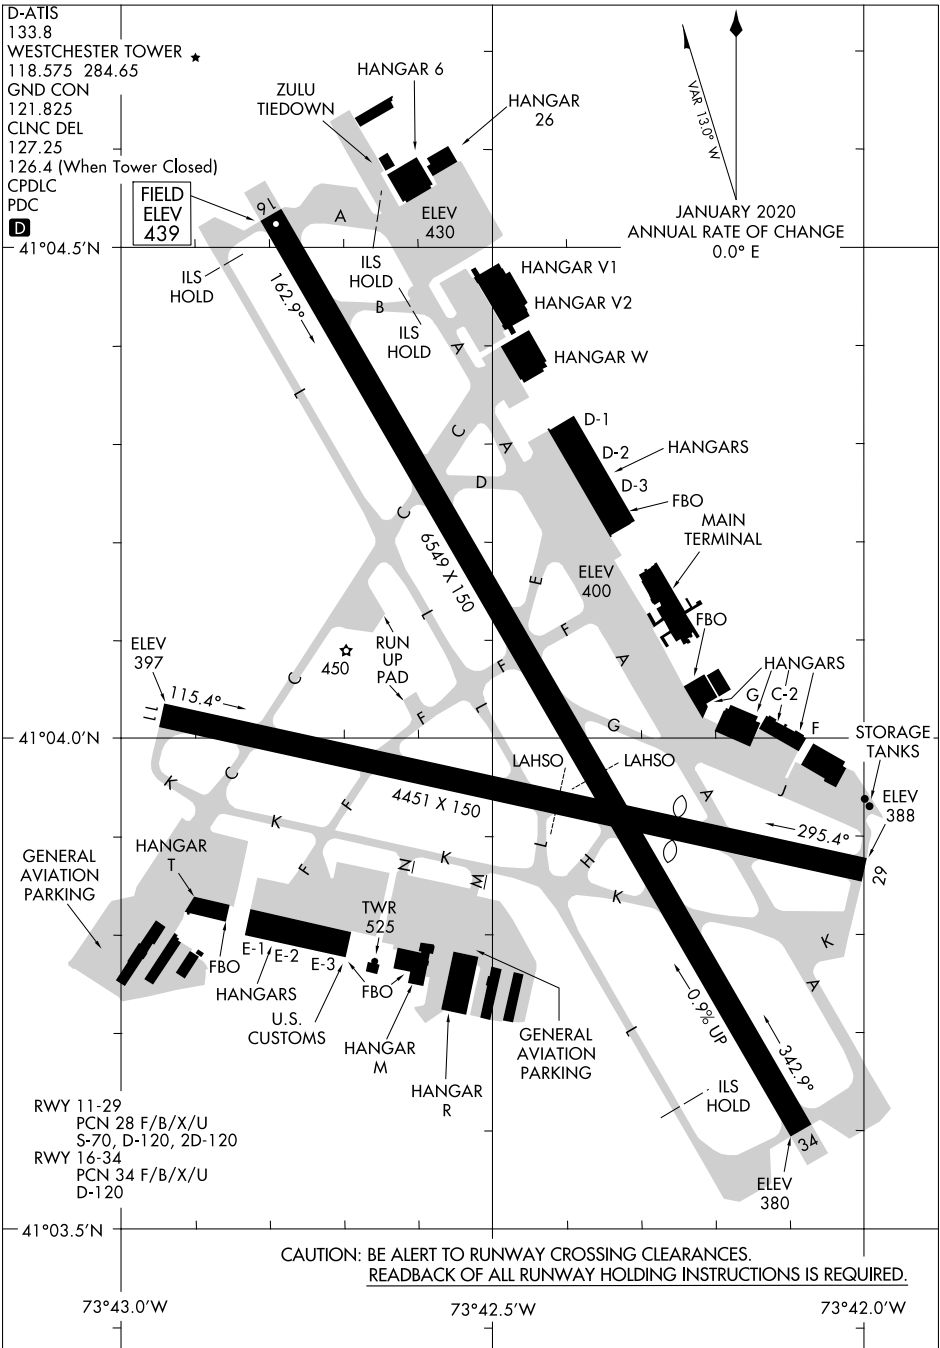 D-ATIS
133.8
WESTCHESTER TOWER
118.575 284.65
GND CON
121.825
CLNC DEL
127.25
126.4 (When Tower Closed)
CPDLC
PDC
D
FIELD
ELEV
439
ZULU
TIEDOWN
HANGAR 6
HANGAR
26
VAR 13.0° W
JANUARY 2020
ANNUAL RATE OF CHANGE
0.0° E
41°04.5'N
16
A
ELEV
430
ILS
HOLD
ILS
HOLD
162.9°
B
ILS
HOLD
A
HANGAR V1
HANGAR V2
HANGAR W
L
C
A
D
D-1
D-2
D-3
HANGARS
FBO
C
6549 X 150
MAIN
TERMINAL
ELEV
400
E
L
F
F
A
FBO
ELEV
397
450
RUN
UP
PAD
C
F
L
HANGARS
G
C-2
F
11
115.4°
41°04.0'N
G
STORAGE
TANKS
LAHSO
LAHSO
K
C
F
4451 X 150
A
J
ELEV
388
295.4°
29
K
HANGAR
T
GENERAL
AVIATION
PARKING
F
N
K
M
L
H
K
TWR
525
E-1
E-2
E-3
FBO
HANGARS
FBO
U.S.
CUSTOMS
HANGAR
M
HANGAR
R
GENERAL
AVIATION
PARKING
K
A
L
0.9% UP
342.9°
ILS
HOLD
34
ELEV
380
RWY 11-29
PCN 28 F/B/X/U
S-70, D-120, 2D-120
RWY 16-34
PCN 34 F/B/X/U
D-120
41°03.5'N
CAUTION: BE ALERT TO RUNWAY CROSSING CLEARANCES.
READBACK OF ALL RUNWAY HOLDING INSTRUCTIONS IS REQUIRED.
73°43.0'W
73°42.5'W
73°42.0'W